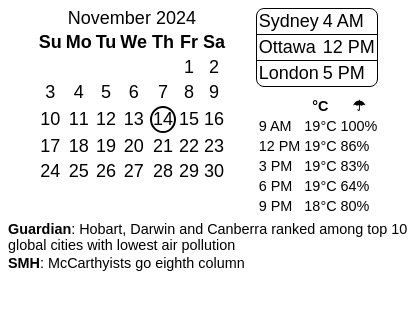 November 2024
Su Mo Tu We Th Fr Sa
1 2
3 4 5 6 7 8 9
10 11 12 13 14 15 16
17 18 19 20 21 22 23
24 25 26 27 28 29 30
Sydney 4 AM
Ottawa 12 PM
London 5 PM
°C ☂
9 AM 19°C 100%
12 PM 19°C 86%
3 PM 19°C 83%
6 PM 19°C 64%
9 PM 18°C 80%
Guardian: Hobart, Darwin and Canberra ranked among top 10
global cities with lowest air pollution
SMH: McCarthyists go eighth column